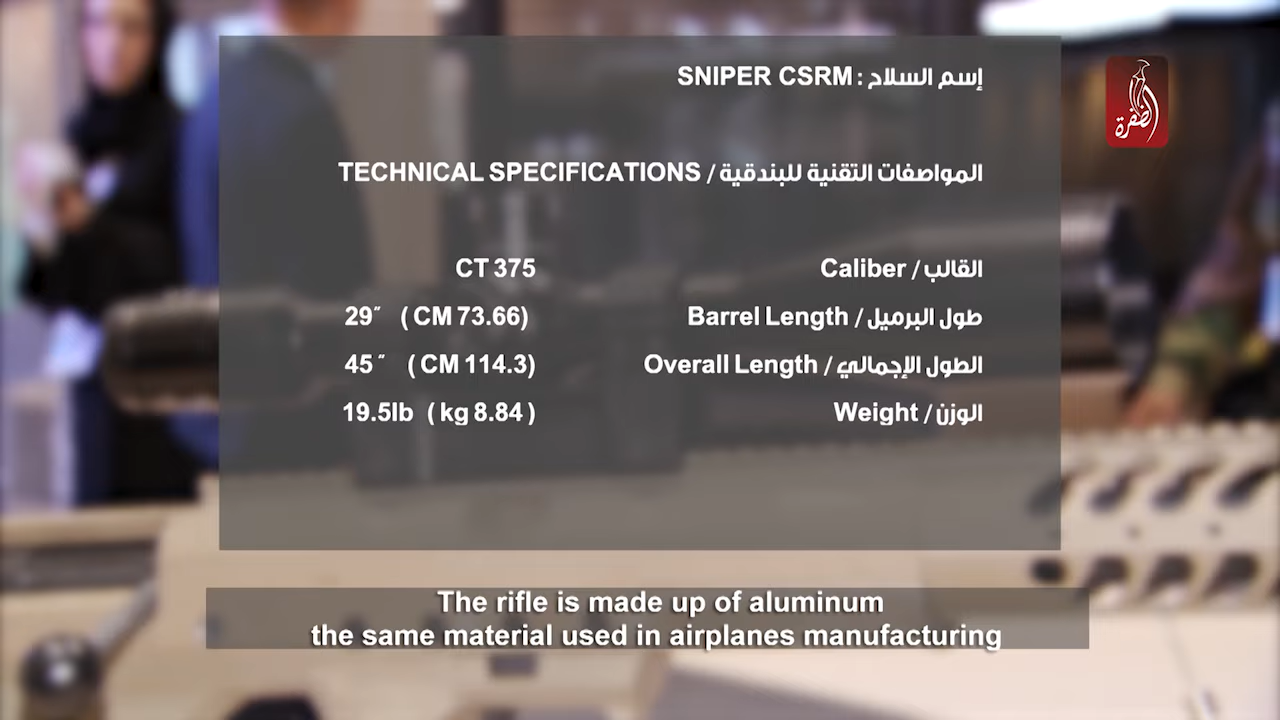 إسم السلاح : SNIPER CSRM
الضفرة
المواصفات التقنية للبندقية / TECHNICAL SPECIFICATIONS
القالب / Caliber CT 375
طول البرميل / Barrel Length 29″ ( CM 73.66)
الطول الإجمالي / Overall Length 45″ ( CM 114.3)
الوزن / Weight 19.5lb ( kg 8.84 )
The rifle is made up of aluminum
the same material used in airplanes manufacturing